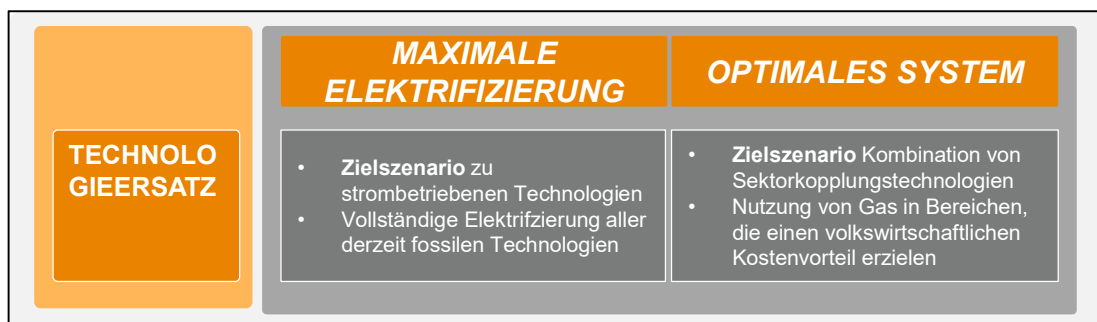 MAXIMALE
ELEKTRIFIZIERUNG
OPTIMALES SYSTEM
TECHNOLO
GIEERSATZ
• Zielszenario zu
strombetriebenen Technologien
• Vollständige Elektrifzierung aller
derzeit fossilen Technologien
• Zielszenario Kombination von
Sektorkopplungstechnologien
• Nutzung von Gas in Bereichen,
die einen volkswirtschaftlichen
Kostenvorteil erzielen